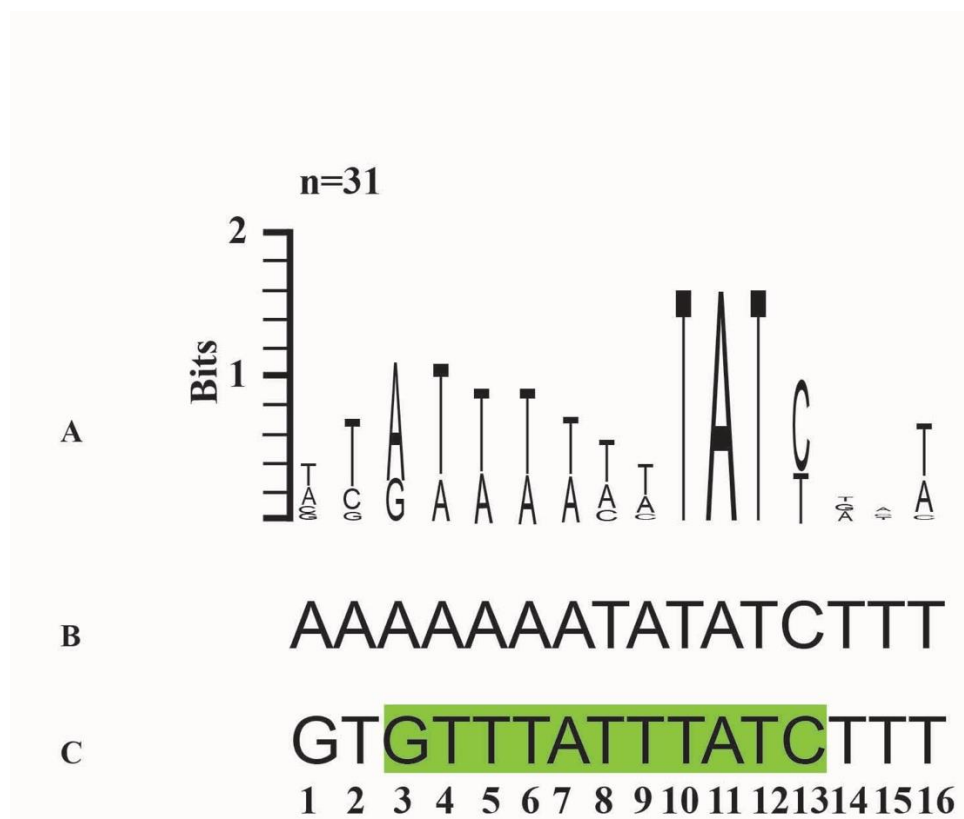 n=31
2
1
Bits
A
T T A T T T T T T T A T C T T
A C G A A A A A A T G A
C G C C A C
G
B AAAAAAATATATCTTT
C GTGTTTATTTATCTTT
1 2 3 4 5 6 7 8 9 10 11 12 13 14 15 16